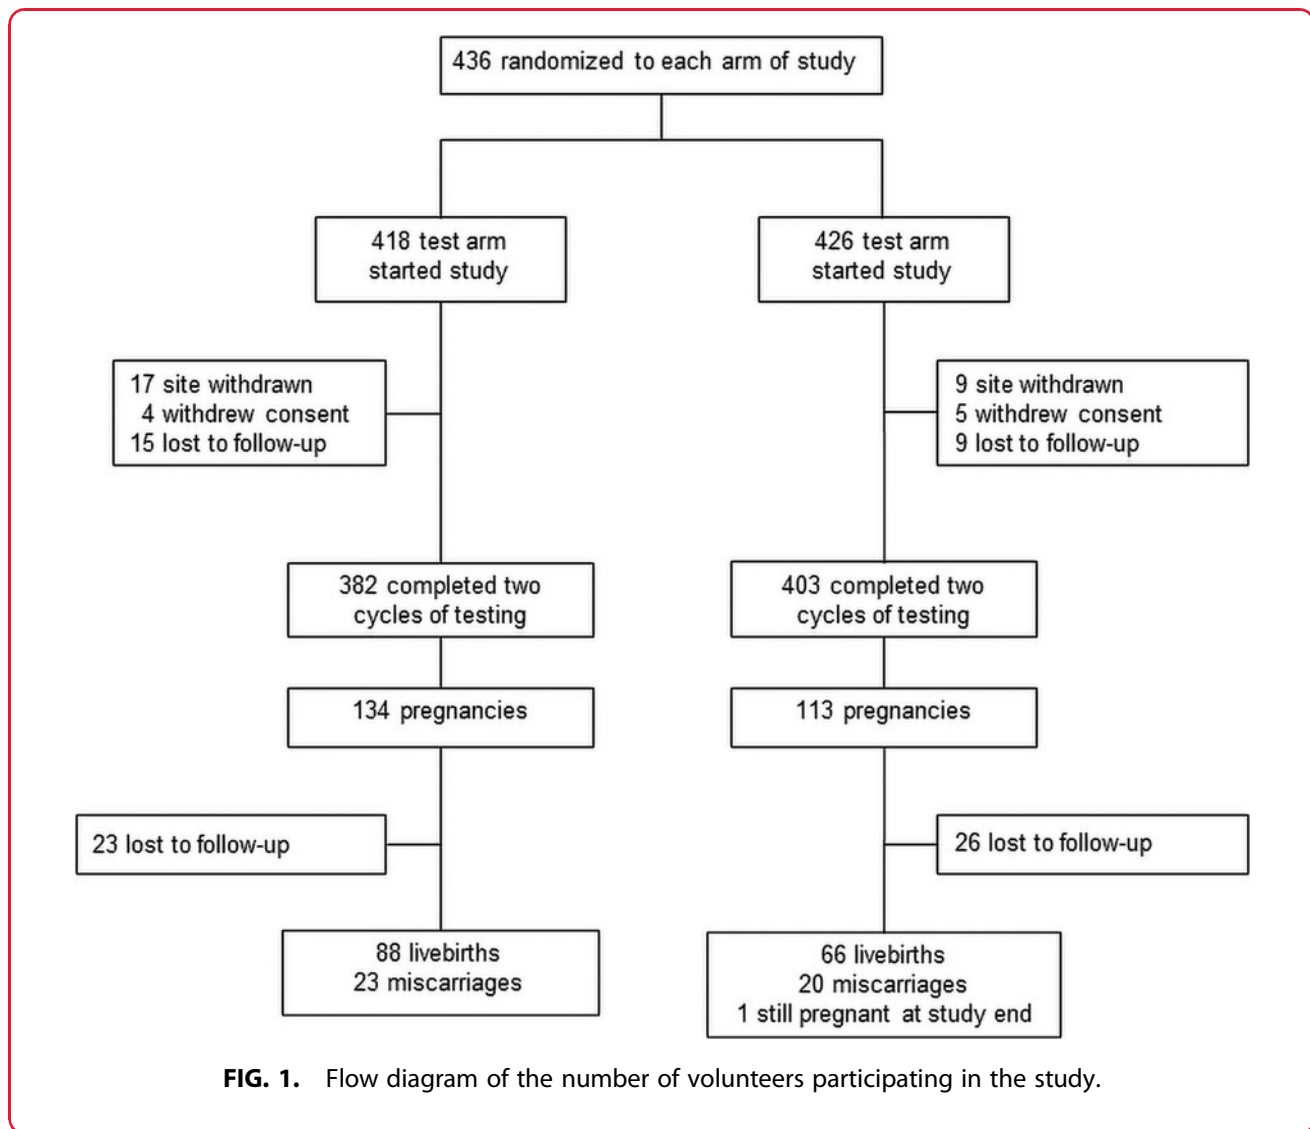 436 randomized to each arm of study
418 test arm
started study
426 test arm
started study
17 site withdrawn
4 withdrew consent
15 lost to follow-up
9 site withdrawn
5 withdrew consent
9 lost to follow-up
382 completed two
cycles of testing
403 completed two
cycles of testing
134 pregnancies
113 pregnancies
23 lost to follow-up
26 lost to follow-up
88 livebirths
23 miscarriages
66 livebirths
20 miscarriages
1 still pregnant at study end
FIG. 1. Flow diagram of the number of volunteers participating in the study.